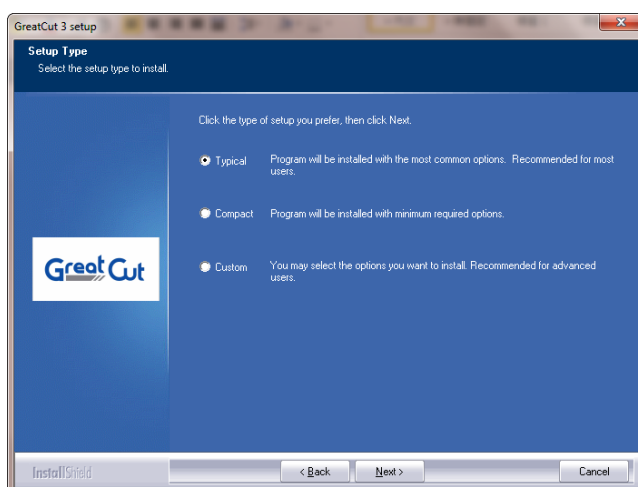 GreatCut 3 setup
Setup Type
Select the setup type to install.
Click the type of setup you prefer, then click Next.
Typical
Program will be installed with the most common options. Recommended for most
users.
Compact
Program will be installed with minimum required options.
Great Cut
Custom
You may select the options you want to install. Recommended for advanced
users.
InstallShield
< Back
Next >
Cancel